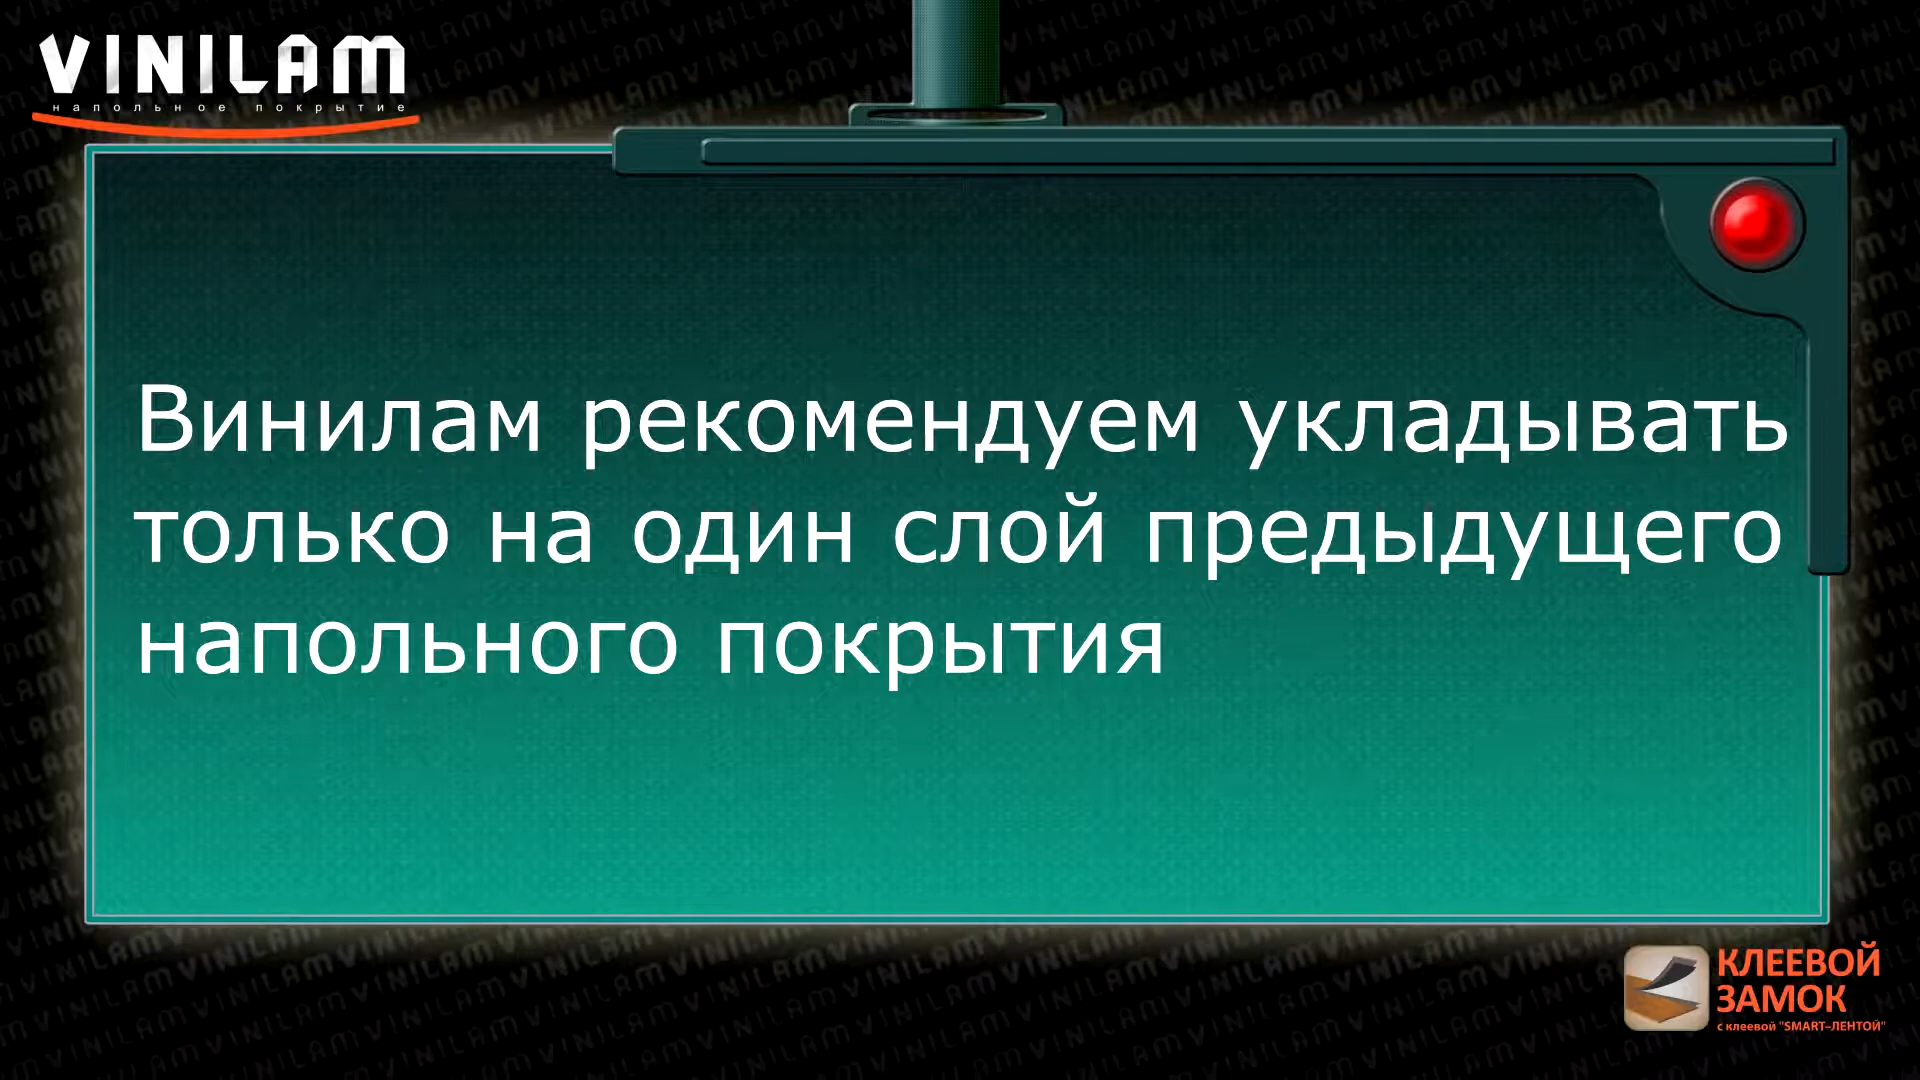 VINILAM
напольное покрытие
Винилам рекомендуем укладывать
только на один слой предыдущего
напольного покрытия
КЛЕЕВОЙ
ЗАМОК
с клеевой "SMART-ЛЕНТОЙ"